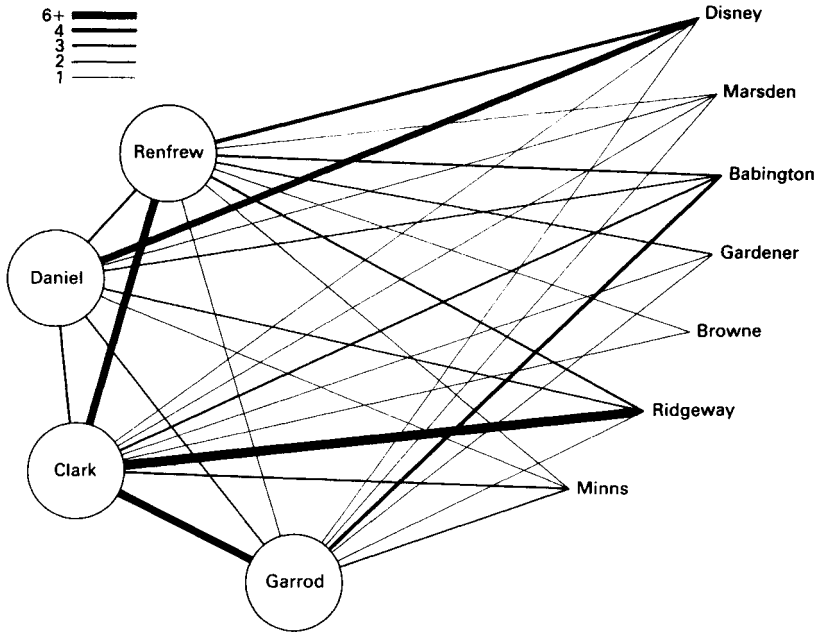 6+
4
3
2
1
Disney
Marsden
Renfrew
Babington
Gardener
Daniel
Browne
Ridgeway
Clark
Minns
Garrod